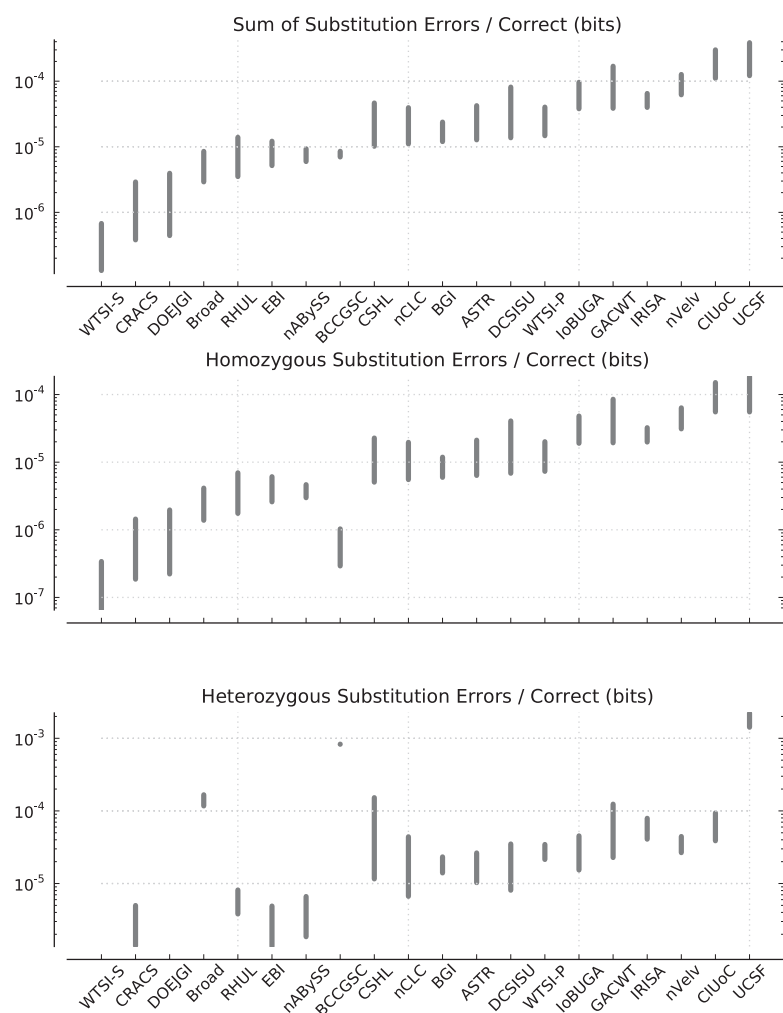 Sum of Substitution Errors / Correct (bits)
10-4
10-5
10-6
WTSI-S CRACS DOEJGI Broad RHUL EBI nABySS BCCGSC CSHL nCLC BGI ASTR DCSISU WTSI-P IoBUGA GACWT IRISA nVelv CIUoC UCSF
Homozygous Substitution Errors / Correct (bits)
10-4
10-5
10-6
10-7
Heterozygous Substitution Errors / Correct (bits)
10-3
10-4
10-5
WTSI-S CRACS DOEJGI Broad RHUL EBI nABySS BCCGSC CSHL nCLC BGI ASTR DCSISU WTSI-P IoBUGA GACWT IRISA nVelv CIUoC UCSF